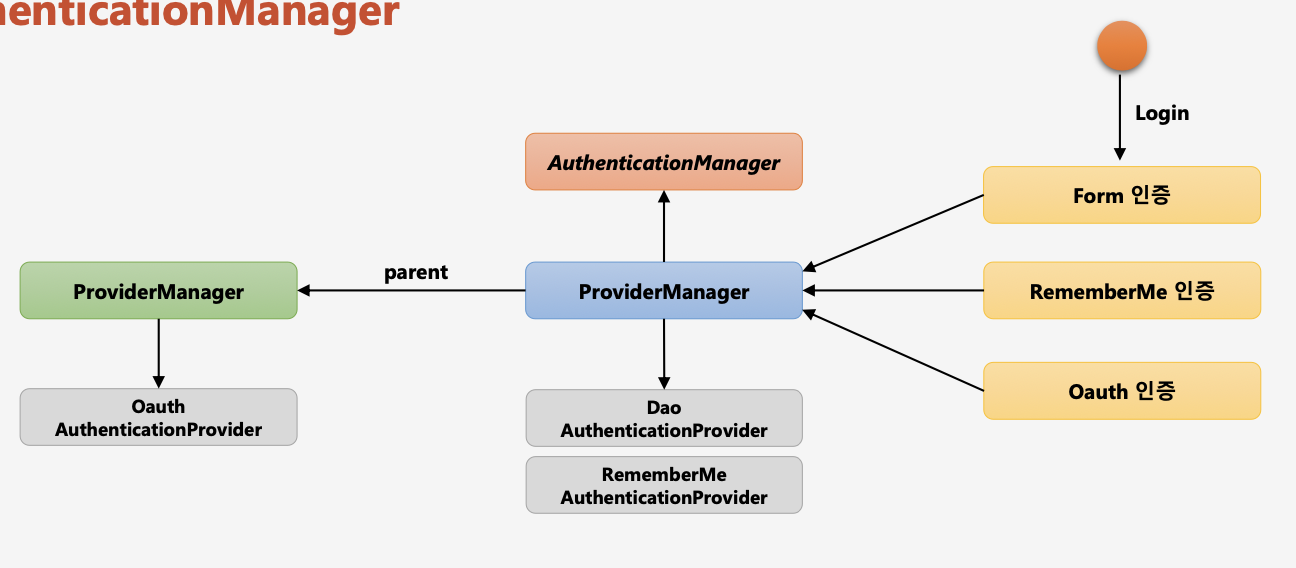 henticationManager
Login
AuthenticationManager
Form 인증
parent
ProviderManager
ProviderManager
RememberMe 인증
Oauth 인증
Oauth
AuthenticationProvider
Dao
AuthenticationProvider
RememberMe
AuthenticationProvider